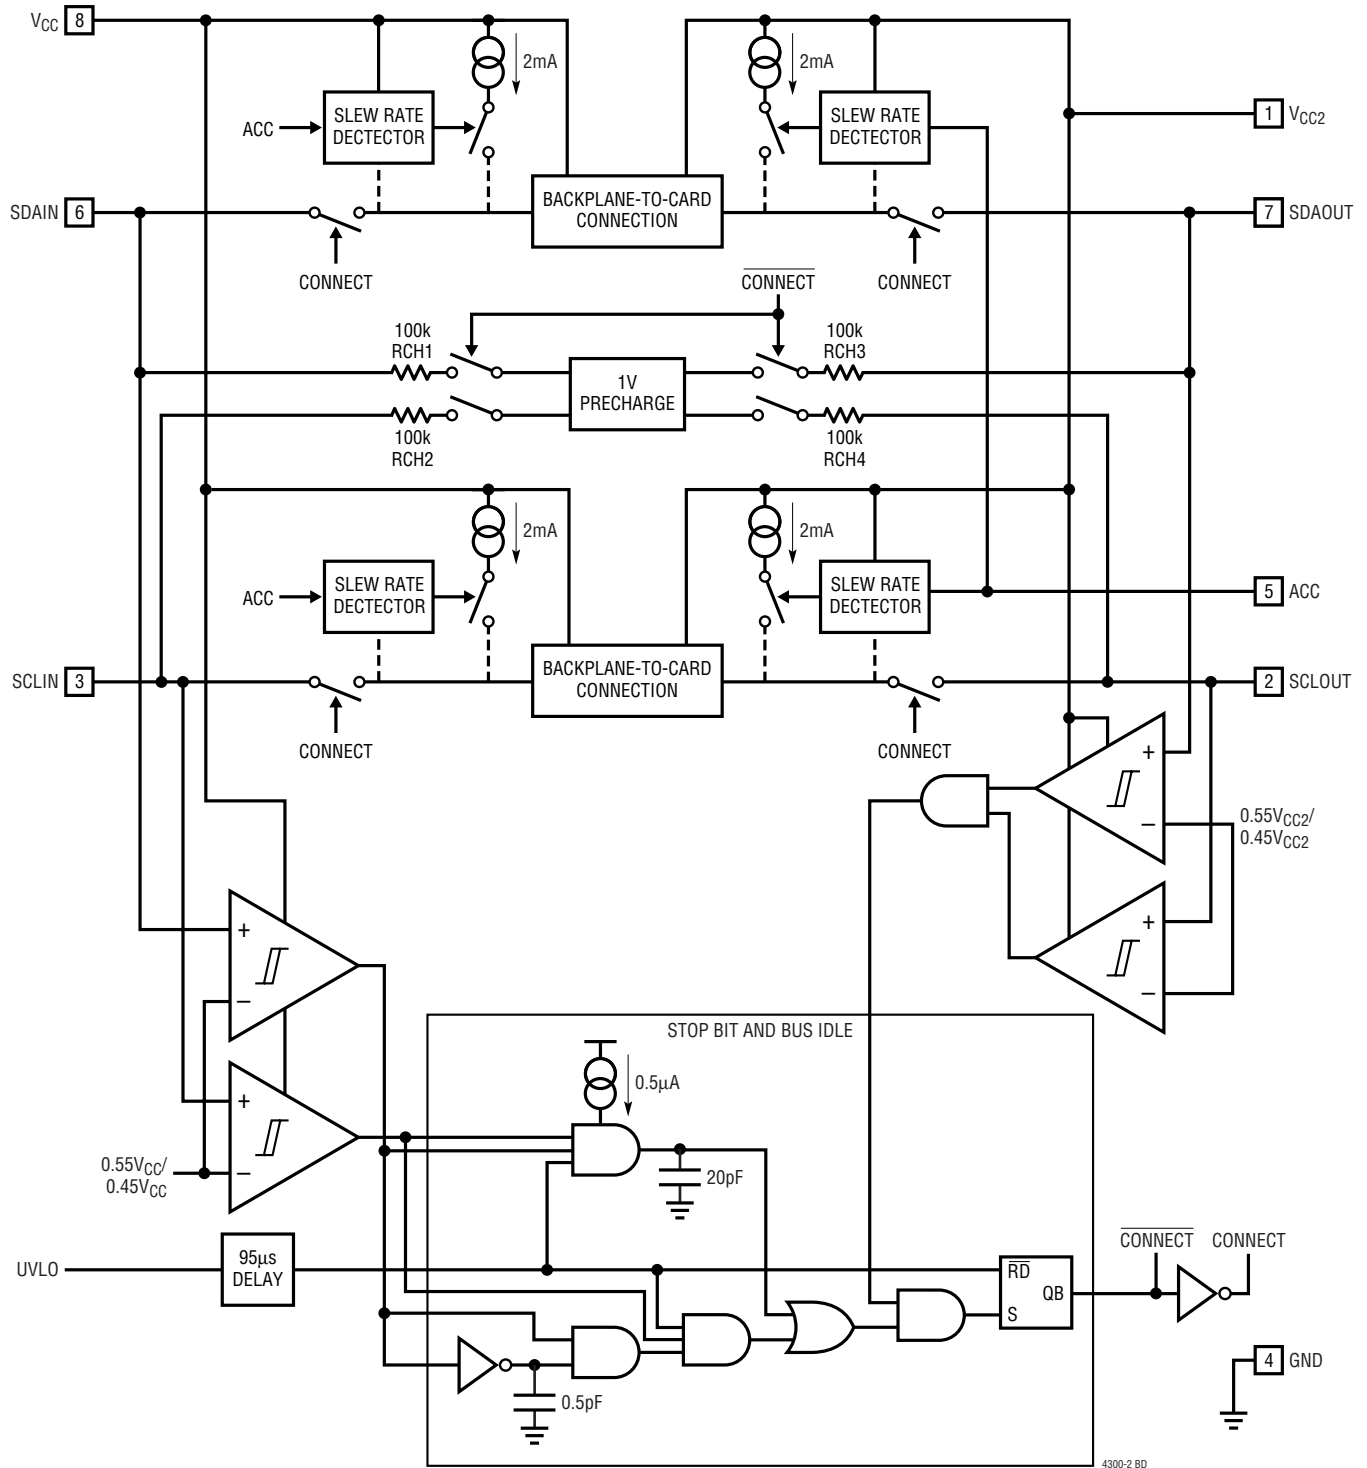 VCC 8
2mA
2mA
SLEW RATE
DECTECTOR
ACC
SLEW RATE
DECTECTOR
1 VCC2
SDAIN 6
BACKPLANE-TO-CARD
CONNECTION
7 SDAOUT
CONNECT
CONNECT
CONNECT
100k
RCH1
100k
RCH3
1V
PRECHARGE
100k
RCH2
100k
RCH4
2mA
2mA
ACC
SLEW RATE
DECTECTOR
SLEW RATE
DECTECTOR
5 ACC
SCLIN 3
BACKPLANE-TO-CARD
CONNECTION
2 SCLOUT
CONNECT
CONNECT
+
–
0.55VCC2/
0.45VCC2
+
–
+
–
STOP BIT AND BUS IDLE
0.5µA
+
–
0.55VCC/
0.45VCC
20pF
UVLO
95µs
DELAY
RD
QB
S
CONNECT
CONNECT
4 GND
0.5pF
4300-2 BD